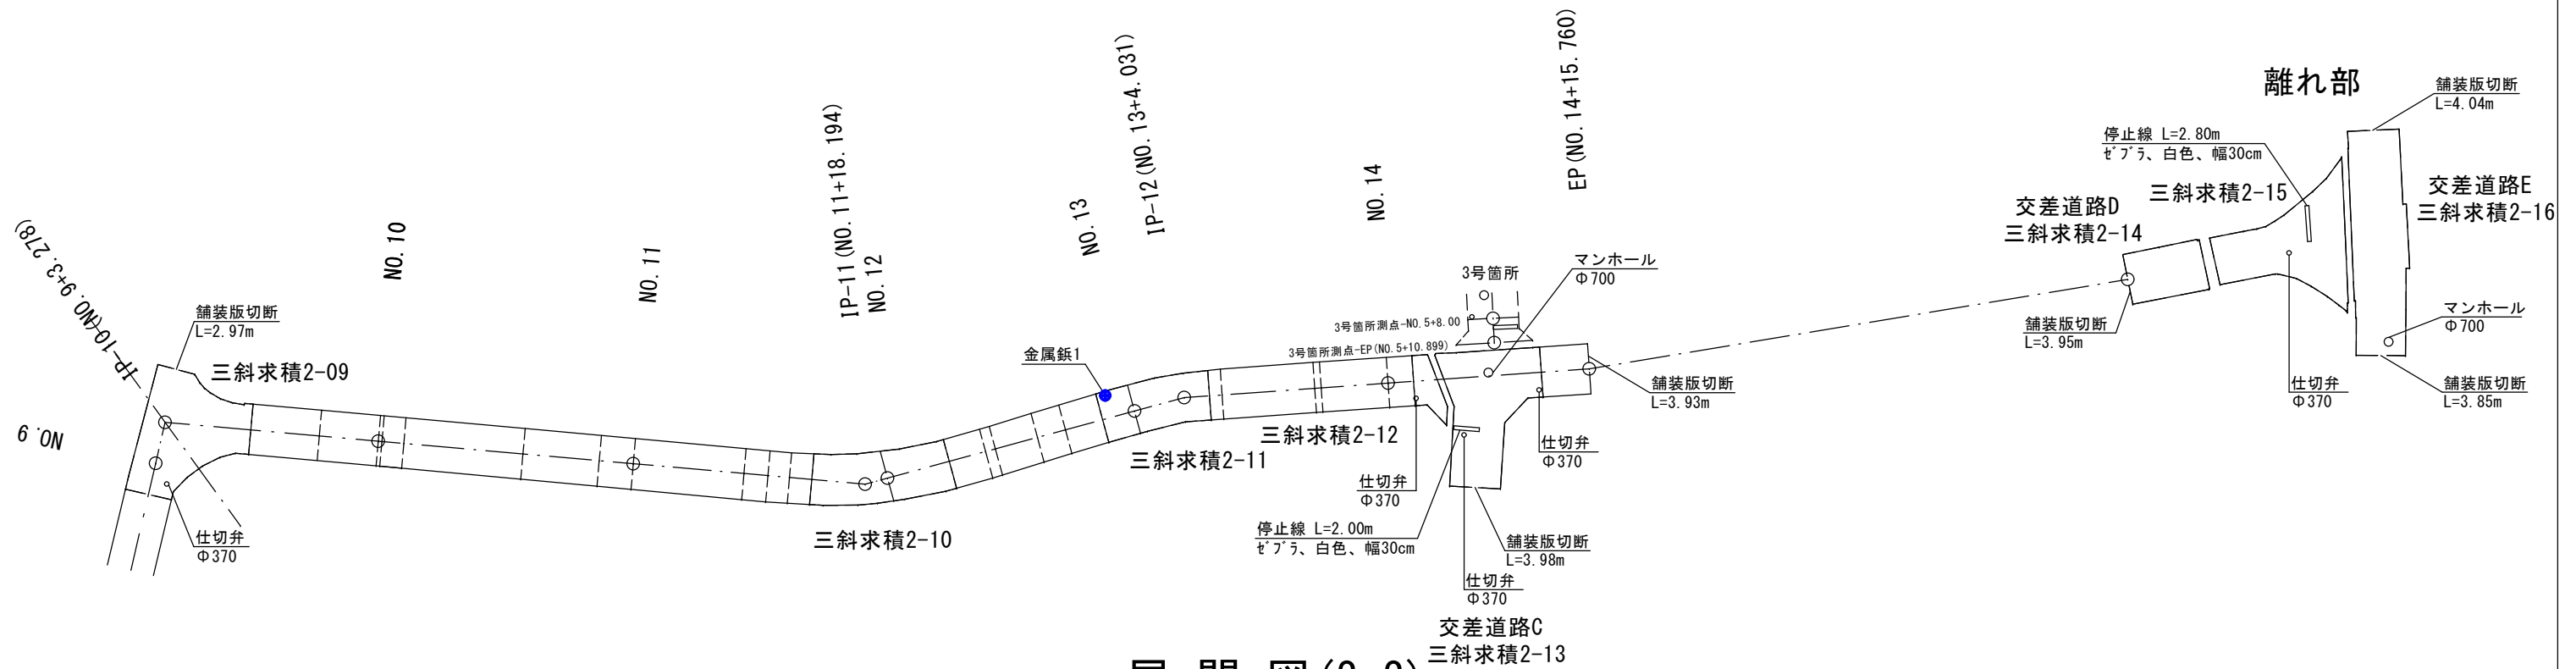 IP-10(NO.9+3.278)
NO.9
舗装版切断
L=2.97m
三斜求積2-09
仕切弁
Φ370
NO.10
NO.11
IP-11(NO.11+18.194)
NO.12
三斜求積2-10
NO.13
IP-12(NO.13+4.031)
金属鋲1
三斜求積2-11
NO.14
EP(NO.14+15.760)
3号箇所
3号箇所測点-NO.5+8.00
3号箇所測点-EP(NO.5+10.899)
マンホール
Φ700
三斜求積2-12
仕切弁
Φ370
停止線 L=2.00m
ｾﾞﾌﾞﾗ、白色、幅30cm
仕切弁
Φ370
舗装版切断
L=3.93m
舗装版切断
L=3.98m
仕切弁
Φ370
交差道路C
三斜求積2-13
離れ部
舗装版切断
L=4.04m
停止線 L=2.80m
ｾﾞﾌﾞﾗ、白色、幅30cm
三斜求積2-15
交差道路D
三斜求積2-14
交差道路E
三斜求積2-16
舗装版切断
L=3.95m
仕切弁
Φ370
マンホール
Φ700
舗装版切断
L=3.85m